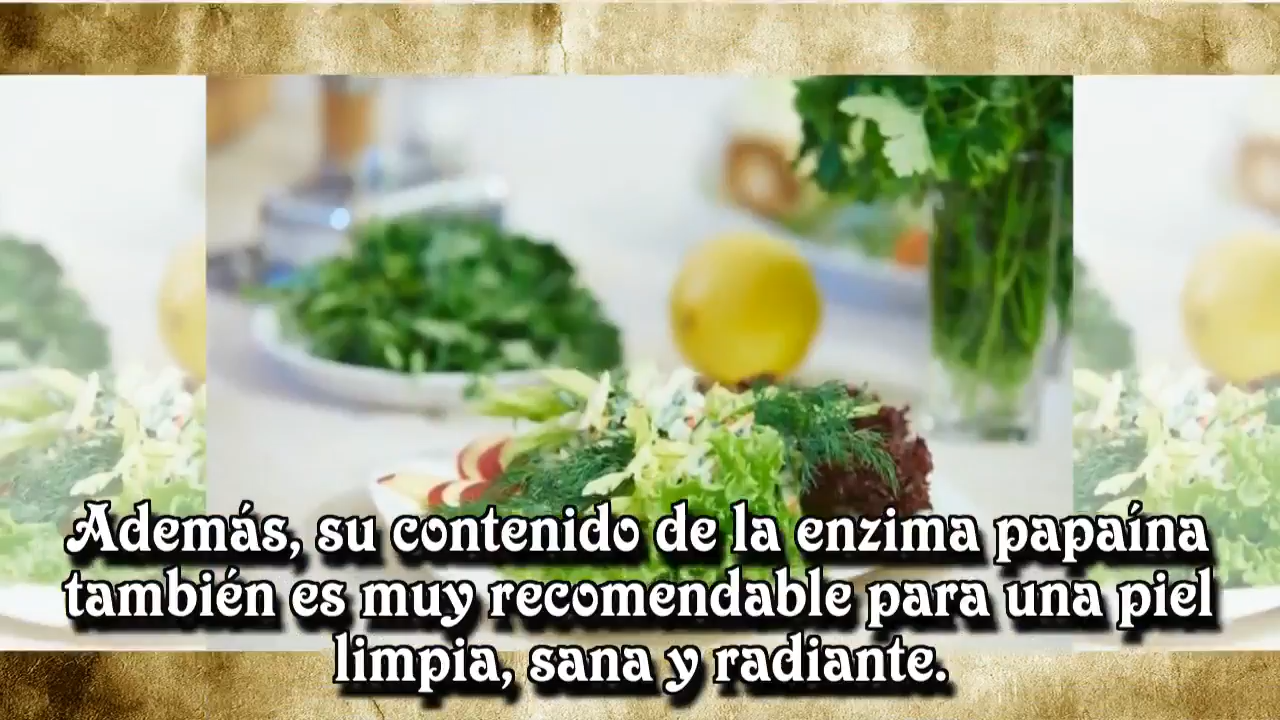 Además, su contenido de la enzima papaína
también es muy recomendable para una piel
limpia, sana y radiante.